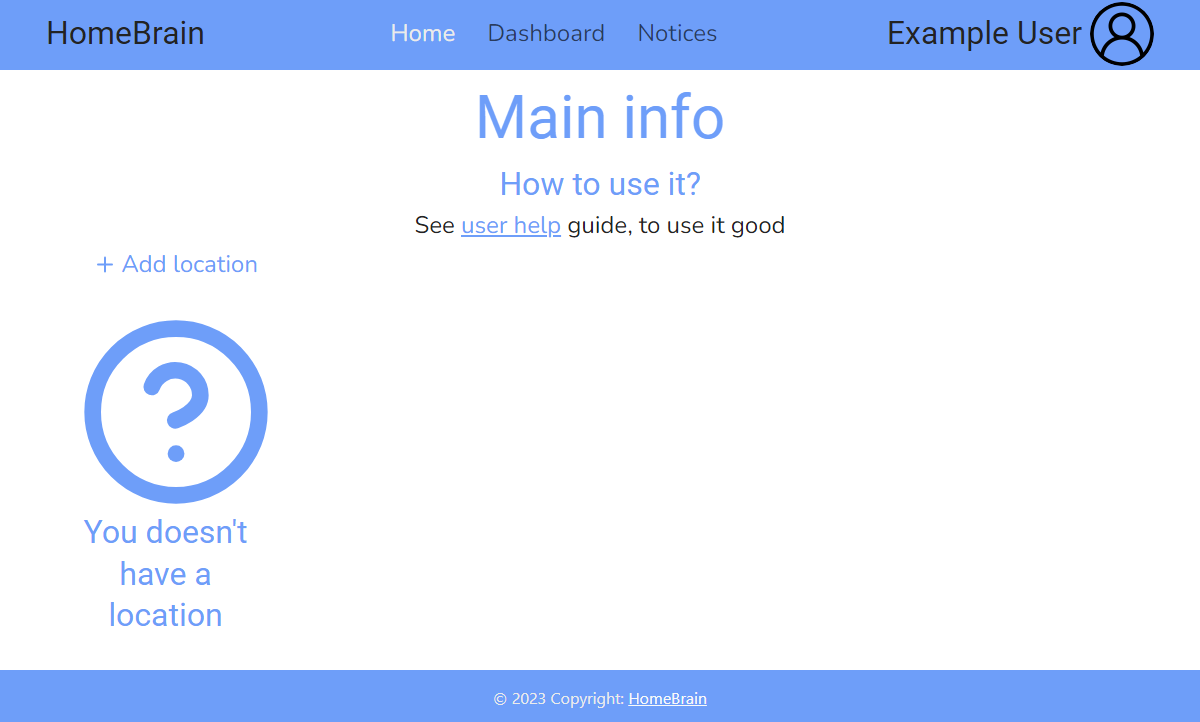 HomeBrain Home Dashboard Notices Example User
Main info
How to use it?
See user help guide, to use it good
+ Add location
?
You doesn't
have a
location
© 2023 Copyright: HomeBrain